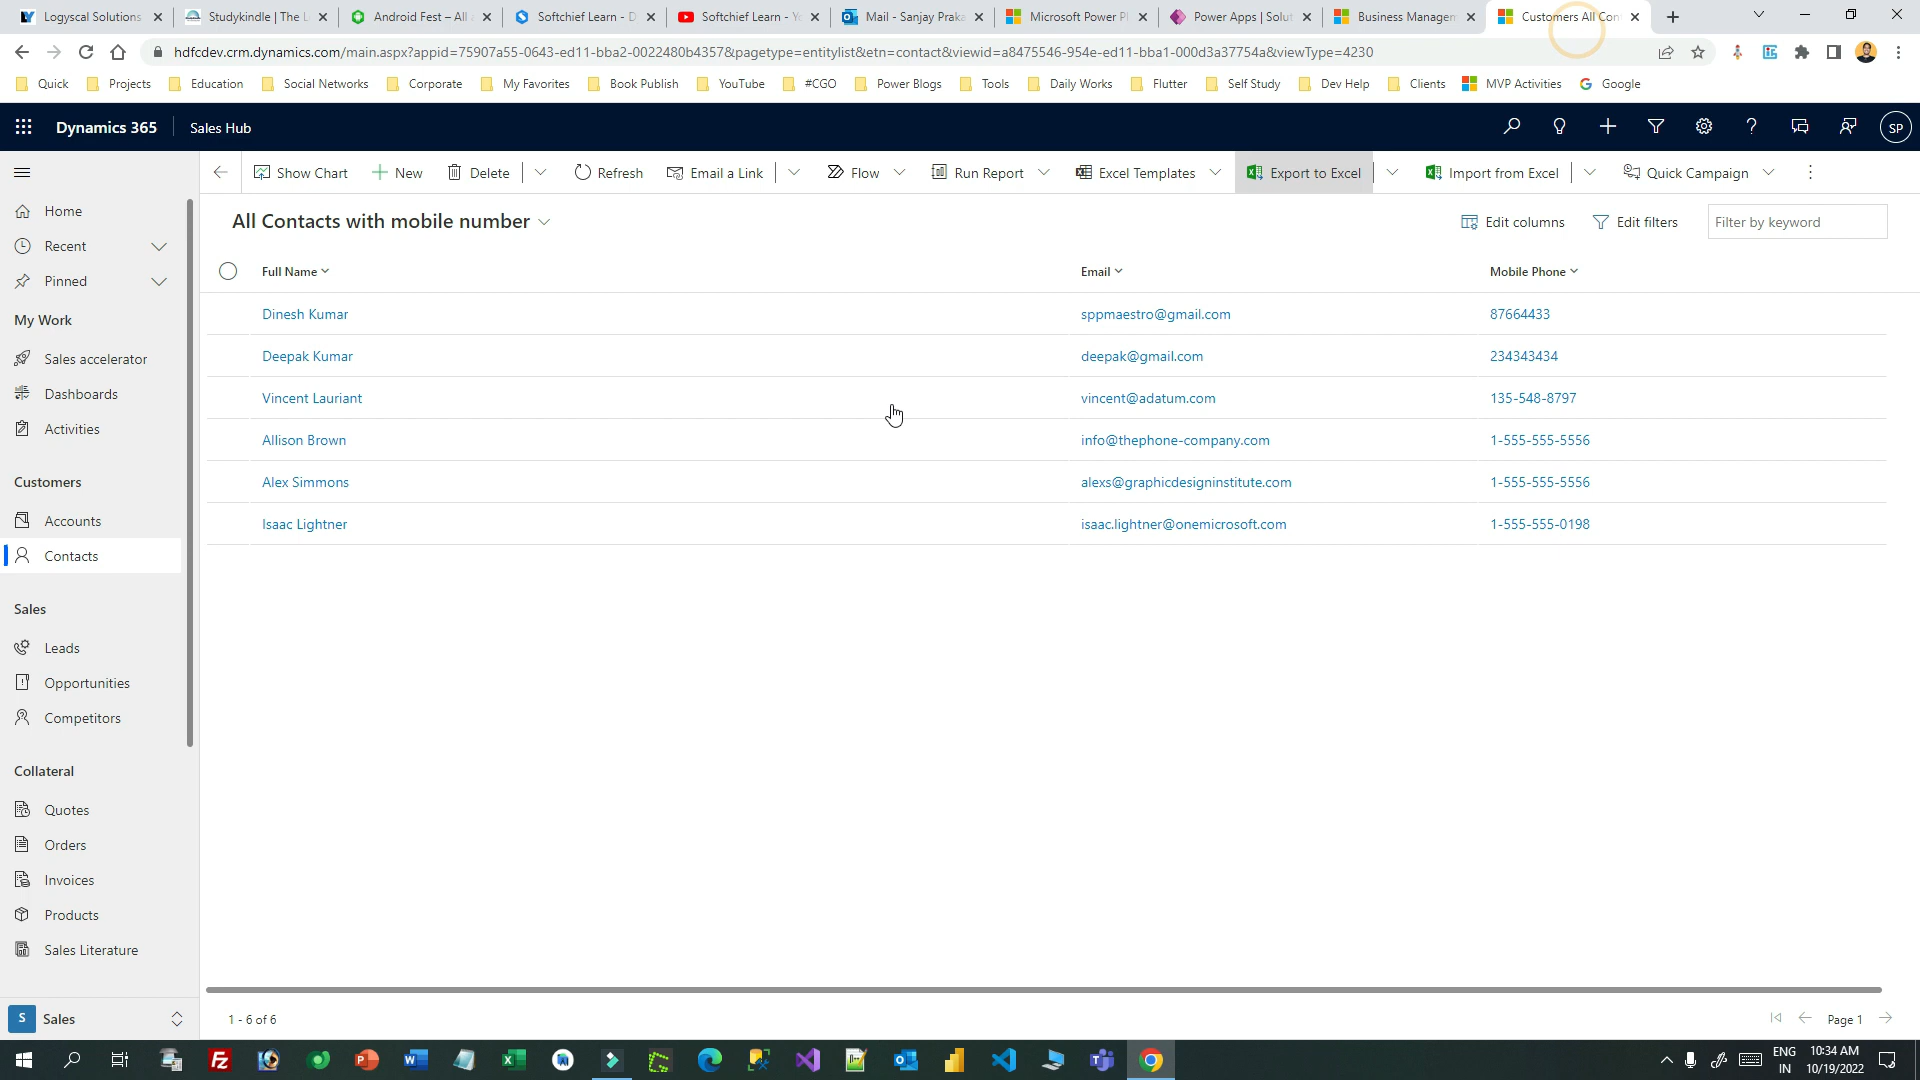 Logyscal Solutions
Studykindle | The L
Android Fest – All a
Softchief Learn - D
Softchief Learn - Yo
Mail - Sanjay Praka
Microsoft Power Pl
Power Apps | Solut
Business Managem
Customers All Con
hdfcdev.crm.dynamics.com/main.aspx?appid=75907a55-0643-ed11-bba2-0022480b4357&pagetype=entitylist&etn=contact&viewid=a8475546-954e-ed11-bba1-000d3a37754a&viewType=4230
Quick
Projects
Education
Social Networks
Corporate
My Favorites
Book Publish
YouTube
#CGO
Power Blogs
Tools
Daily Works
Flutter
Self Study
Dev Help
Clients
MVP Activities
Google
Dynamics 365
Sales Hub
SP
Show Chart
New
Delete
Refresh
Email a Link
Flow
Run Report
Excel Templates
Export to Excel
Import from Excel
Quick Campaign
Home
Recent
Pinned
My Work
Sales accelerator
Dashboards
Activities
Customers
Accounts
Contacts
Sales
Leads
Opportunities
Competitors
Collateral
Quotes
Orders
Invoices
Products
Sales Literature
S Sales
All Contacts with mobile number
Edit columns
Edit filters
Filter by keyword
Full Name Email Mobile Phone
Dinesh Kumar sppmaestro@gmail.com 87664433
Deepak Kumar deepak@gmail.com 234343434
Vincent Lauriant vincent@adatum.com 135-548-8797
Allison Brown info@thephone-company.com 1-555-555-5556
Alex Simmons alexs@graphicdesigninstitute.com 1-555-555-5556
Isaac Lightner isaac.lightner@onemicrosoft.com 1-555-555-0198
1 - 6 of 6
Page 1
ENG
IN
10:34 AM
10/19/2022